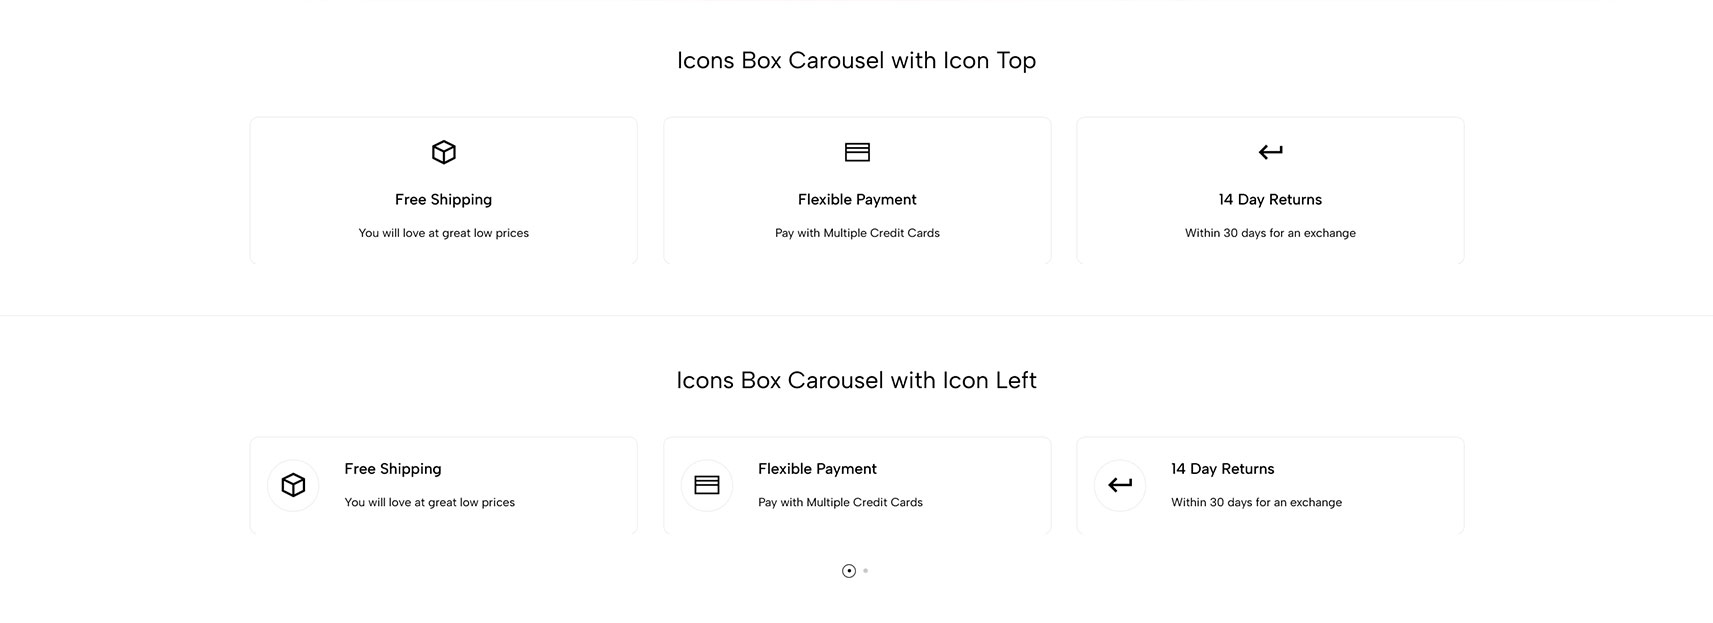 Icons Box Carousel with Icon Top
Free Shipping
You will love at great low prices
Flexible Payment
Pay with Multiple Credit Cards
14 Day Returns
Within 30 days for an exchange
Icons Box Carousel with Icon Left
Free Shipping
You will love at great low prices
Flexible Payment
Pay with Multiple Credit Cards
14 Day Returns
Within 30 days for an exchange